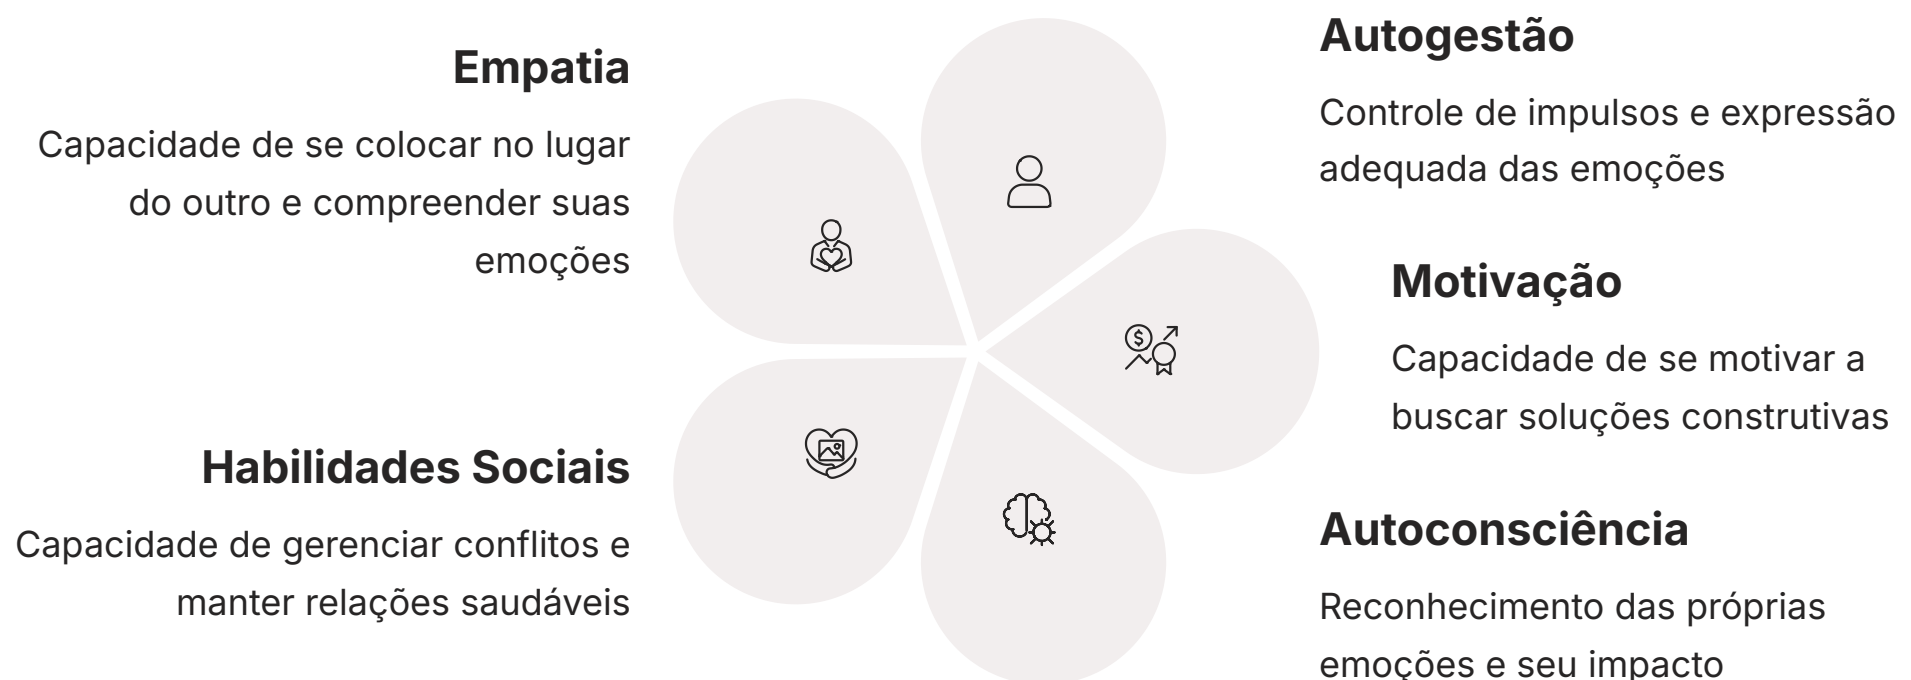 Empatia
Capacidade de se colocar no lugar
do outro e compreender suas
emoções
Habilidades Sociais
Capacidade de gerenciar conflitos e
manter relações saudáveis
Autogestão
Controle de impulsos e expressão
adequada das emoções
Motivação
Capacidade de se motivar a
buscar soluções construtivas
Autoconsciência
Reconhecimento das próprias
emoções e seu impacto
$